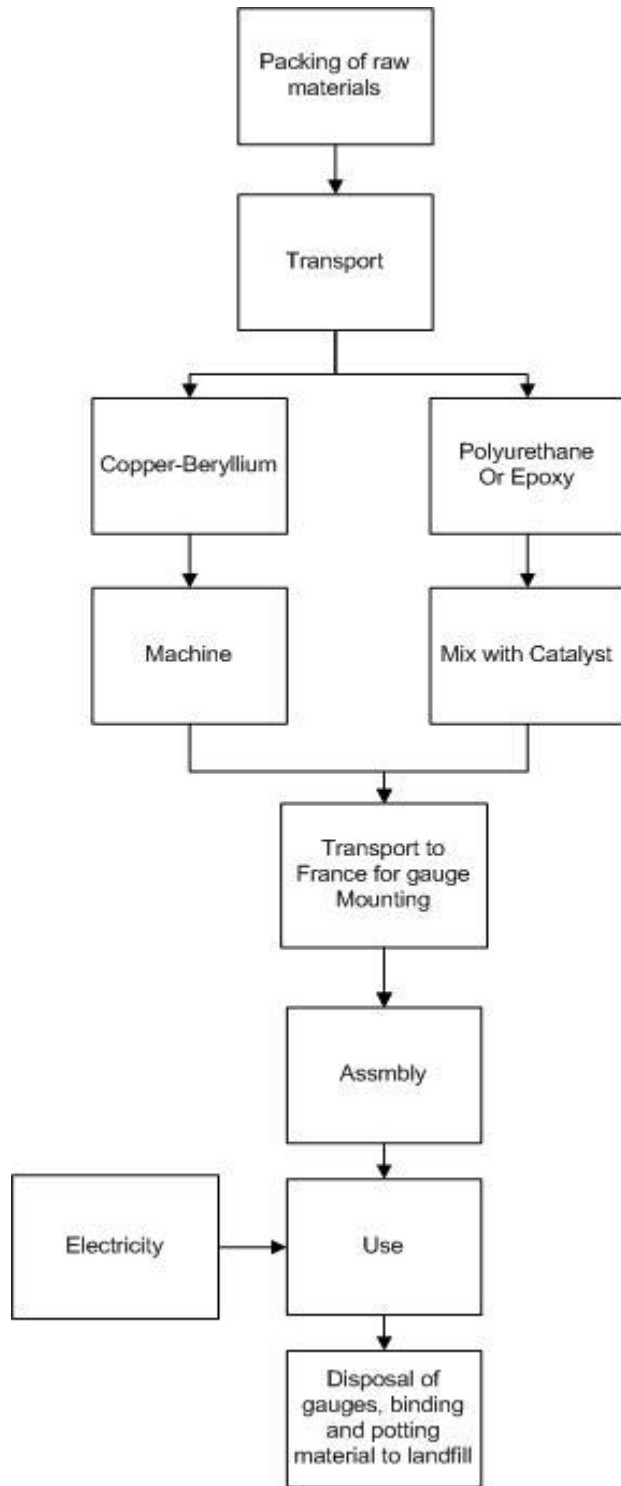 Packing of raw
materials
Transport
Copper-Beryllium
Polyurethane
Or Epoxy
Machine
Mix with Catalyst
Transport to
France for gauge
Mounting
Assmbly
Electricity
Use
Disposal of
gauges, binding
and potting
material to landfill